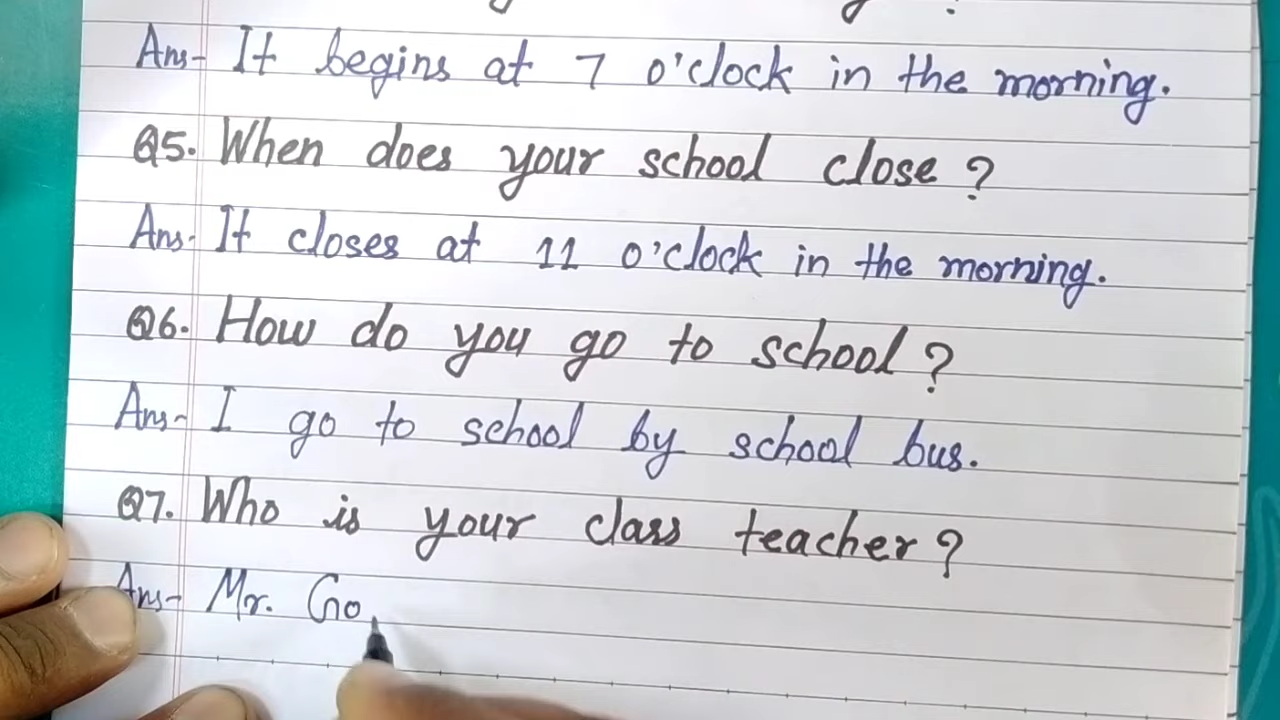 Ans- It begins at 7 o'clock in the morning.
Q5. When does your school close?
Ans- It closes at 11 o'clock in the morning.
Q6. How do you go to school?
Ans- I go to school by school bus.
Q7. Who is your class teacher?
Ans- Mr. Go